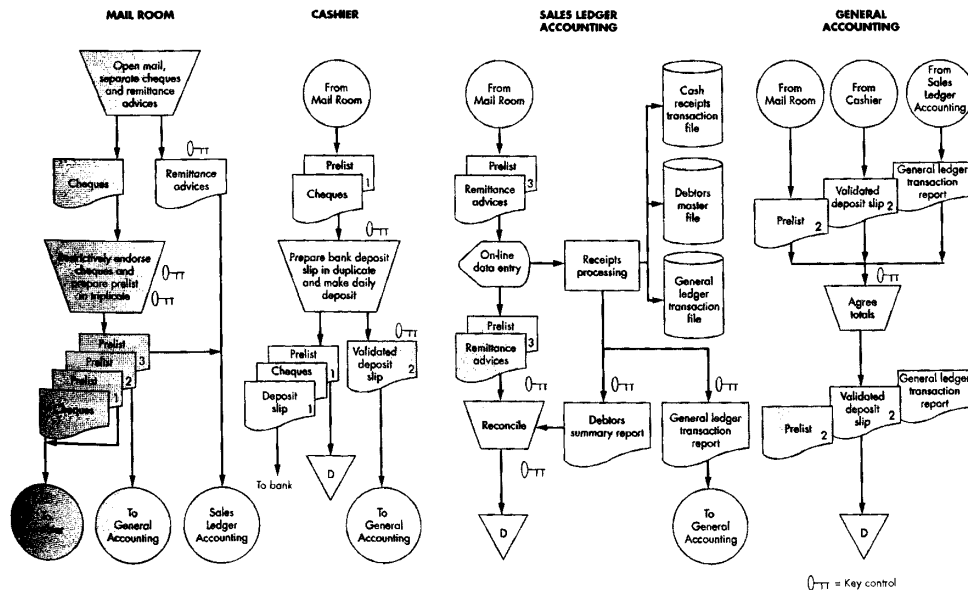 MAIL ROOM
Open mail,
separate cheques
and remittance
advices
Cheques
Remittance
advices
Restrictively endorse
cheques and
prepare prelist
in triplicate
Prelist
3
Prelist
2
Prelist
1
Cheques
To
To
General
Accounting
Sales
Ledger
Accounting
CASHIER
From
Mail Room
Prelist
1
Cheques
Prepare bank deposit
slip in duplicate
and make daily
deposit
Prelist
Cheques
1
Deposit
slip
1
Validated
deposit
slip
2
To bank
D
To
General
Accounting
SALES LEDGER
ACCOUNTING
From
Mail Room
Prelist
3
Remittance
advices
On-line
data entry
Receipts
processing
Cash
receipts
transaction
file
Debtors
master
file
General
ledger
transaction
file
Prelist
3
Remittance
advices
Reconcile
Debtors
summary report
General ledger
transaction
report
D
To
General
Accounting
GENERAL
ACCOUNTING
From
Mail Room
From
Cashier
From
Sales
Ledger
Accounting
Prelist
2
Validated
deposit slip
2
General ledger
transaction
report
Agree
totals
Prelist
2
Validated
deposit
slip
2
General ledger
transaction
report
D
= Key control